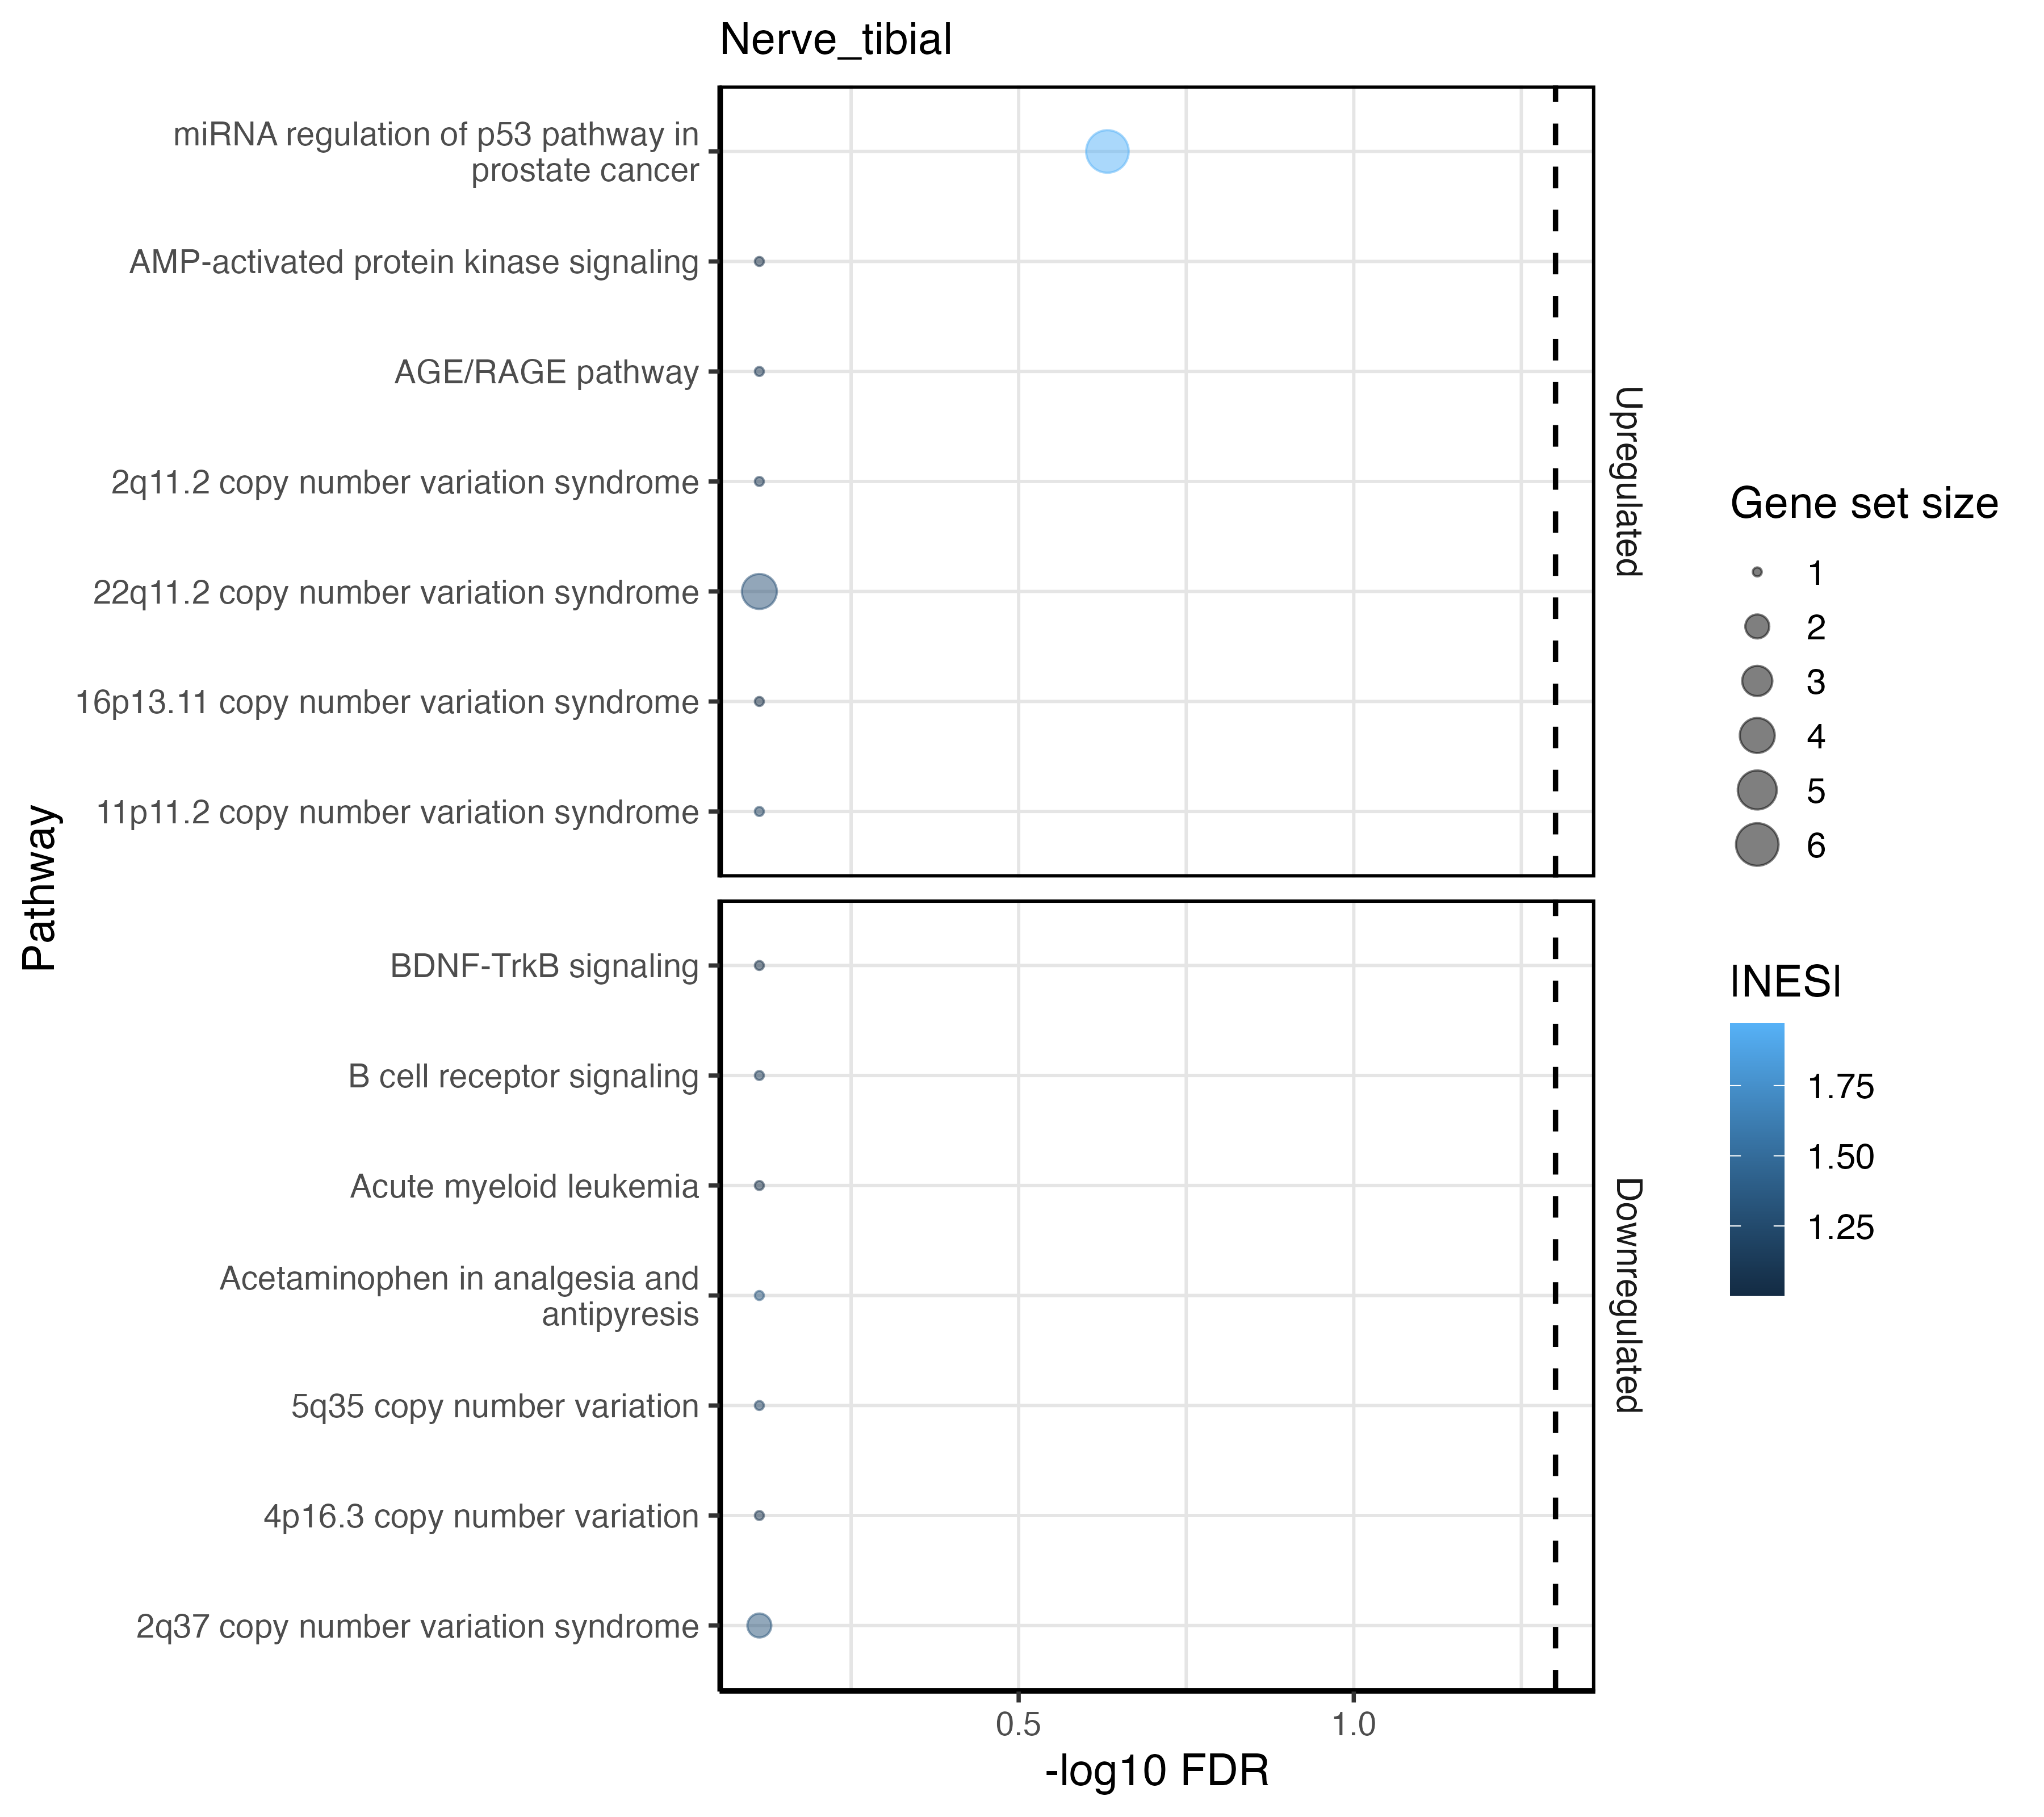 Nerve_tibial
miRNA regulation of p53 pathway in
prostate cancer
AMP-activated protein kinase signaling
AGE/RAGE pathway
2q11.2 copy number variation syndrome
22q11.2 copy number variation syndrome
16p13.11 copy number variation syndrome
11p11.2 copy number variation syndrome
Upregulated
BDNF-TrkB signaling
B cell receptor signaling
Acute myeloid leukemia
Acetaminophen in analgesia and
antipyresis
5q35 copy number variation
4p16.3 copy number variation
2q37 copy number variation syndrome
Downregulated
Pathway
0.5
1.0
-log10 FDR
Gene set size
1
2
3
4
5
6
|NES|
1.75
1.50
1.25